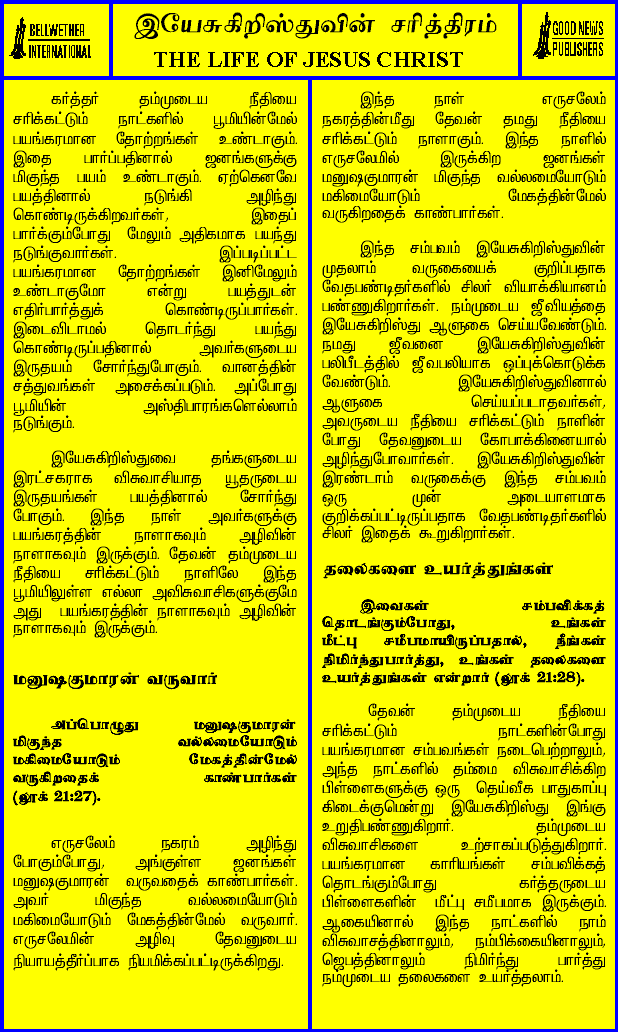 BELLWETHER
INTERNATIONAL
இயேசுகிறிஸ்துவின் சரித்திரம்
THE LIFE OF JESUS CHRIST
GOOD NEWS
PUBLISHERS
கர்த்தர் தம்முடைய நீதியை
சரிக்கட்டும் நாட்களில் பூமியின்மேல்
பயங்கரமான தோற்றங்கள் உண்டாகும்.
இதை பார்ப்பதினால் ஜனங்களுக்கு
மிகுந்த பயம் உண்டாகும். ஏற்கெனவே
பயத்தினால் நடுங்கி அழிந்து
கொண்டிருக்கிறவர்கள், இதைப்
பார்க்கும்போது மேலும் அதிகமாக பயந்து
நடுங்குவார்கள். இப்படிப்பட்ட
பயங்கரமான தோற்றங்கள் இனிமேலும்
உண்டாகுமோ என்று பயத்துடன்
எதிர்பார்த்துக் கொண்டிருப்பார்கள்.
இடைவிடாமல் தொடர்ந்து பயந்து
கொண்டிருப்பதினால் அவர்களுடைய
இருதயம் சோர்ந்துபோகும். வானத்தின்
சத்துவங்கள் அசைக்கப்படும். அப்போது
பூமியின் அஸ்திபாரங்களெல்லாம்
நடுங்கும்.
இயேசுகிறிஸ்துவை தங்களுடைய
இரட்சகராக விசுவாசியாத யூதருடைய
இருதயங்கள் பயத்தினால் சோர்ந்து
போகும். இந்த நாள் அவர்களுக்கு
பயங்கரத்தின் நாளாகவும் அழிவின்
நாளாகவும் இருக்கும். தேவன் தம்முடைய
நீதியை சரிக்கட்டும் நாளிலே இந்த
பூமியிலுள்ள எல்லா அவிசுவாசிகளுக்குமே
அது பயங்கரத்தின் நாளாகவும் அழிவின்
நாளாகவும் இருக்கும்.
மனுஷகுமாரன் வருவார்
அப்பொழுது மனுஷகுமாரன்
மிகுந்த வல்லமையோடும்
மகிமையோடும் மேகத்தின்மேல்
வருகிறதைக் காண்பார்கள்
(லூக் 21:27).
எருசலேம் நகரம் அழிந்து
போகும்போது, அங்குள்ள ஜனங்கள்
மனுஷகுமாரன் வருவதைக் காண்பார்கள்.
அவர் மிகுந்த வல்லமையோடும்
மகிமையோடும் மேகத்தின்மேல் வருவார்.
எருசலேமின் அழிவு தேவனுடைய
நியாயத்தீர்ப்பாக நியமிக்கப்பட்டிருக்கிறது.
இந்த நாள் எருசலேம்
நகரத்தின்மீது தேவன் தமது நீதியை
சரிக்கட்டும் நாளாகும். இந்த நாளில்
எருசலேமில் இருக்கிற ஜனங்கள்
மனுஷகுமாரன் மிகுந்த வல்லமையோடும்
மகிமையோடும் மேகத்தின்மேல்
வருகிறதைக் காண்பார்கள்.
இந்த சம்பவம் இயேசுகிறிஸ்துவின்
முதலாம் வருகையைக் குறிப்பதாக
வேதபண்டிதர்களில் சிலர் வியாக்கியானம்
பண்ணுகிறார்கள். நம்முடைய ஜீவியத்தை
இயேசுகிறிஸ்து ஆளுகை செய்யவேண்டும்.
நமது ஜீவனை இயேசுகிறிஸ்துவின்
பலிபீடத்தில் ஜீவபலியாக ஒப்புக்கொடுக்க
வேண்டும். இயேசுகிறிஸ்துவினால்
ஆளுகை செய்யப்படாதவர்கள்,
அவருடைய நீதியை சரிக்கட்டும் நாளின்
போது தேவனுடைய கோபாக்கினையால்
அழிந்துபோவார்கள். இயேசுகிறிஸ்துவின்
இரண்டாம் வருகைக்கு இந்த சம்பவம்
ஒரு முன் அடையாளமாக
குறிக்கப்பட்டிருப்பதாக வேதபண்டிதர்களில்
சிலர் இதைக் கூறுகிறார்கள்.
தலைகளை உயர்த்துங்கள்
இவைகள் சம்பவிக்கத்
தொடங்கும்போது, உங்கள்
மீட்பு சமீபமாயிருப்பதால், நீங்கள்
நிமிர்ந்துபார்த்து, உங்கள் தலைகளை
உயர்த்துங்கள் என்றார் (லூக் 21:28).
தேவன் தம்முடைய நீதியை
சரிக்கட்டும் நாட்களின்போது
பயங்கரமான சம்பவங்கள் நடைபெற்றாலும்,
அந்த நாட்களில் தம்மை விசுவாசிக்கிற
பிள்ளைகளுக்கு ஒரு தெய்வீக பாதுகாப்பு
கிடைக்குமென்று இயேசுகிறிஸ்து இங்கு
உறுதிபண்ணுகிறார். தம்முடைய
விசுவாசிகளை உற்சாகப்படுத்துகிறார்.
பயங்கரமான காரியங்கள் சம்பவிக்கத்
தொடங்கும்போது கர்த்தருடைய
பிள்ளைகளின் மீட்பு சமீபமாக இருக்கும்.
ஆகையினால் இந்த நாட்களில் நாம்
விசுவாசத்தினாலும், நம்பிக்கையினாலும்,
ஜெபத்தினாலும் நிமிர்ந்து பார்த்து
நம்முடைய தலைகளை உயர்த்தலாம்.